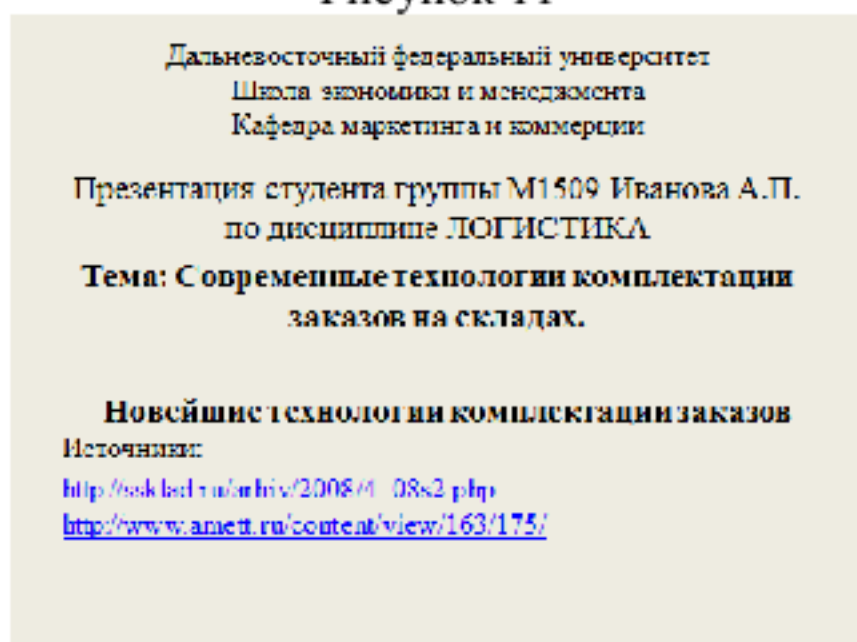 Дальневосточный федеральный университет
Школа экономики и менеджмента
Кафедра маркетинга и коммерции
Презентация студента группы М1509 Иванова А.П.
по дисциплине ЛОГИСТИКА
Тема: Современные технологии комплектации
заказов на складах.
Новейшие технологии комплектации заказов
Источники:
http://www.amett.ru/content/view/163/175/